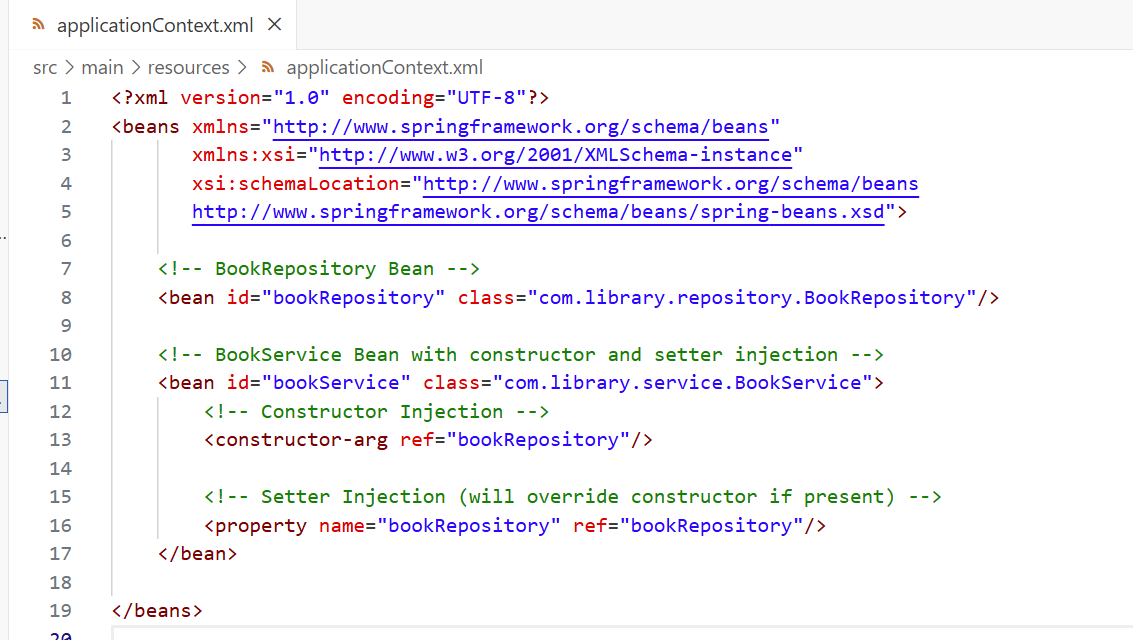 applicationContext.xml
src > main > resources > applicationContext.xml
1 <?xml version="1.0" encoding="UTF-8"?>
2 <beans xmlns="http://www.springframework.org/schema/beans"
3 xmlns:xsi="http://www.w3.org/2001/XMLSchema-instance"
4 xsi:schemaLocation="http://www.springframework.org/schema/beans
5 http://www.springframework.org/schema/beans/spring-beans.xsd">
6
7 <!-- BookRepository Bean -->
8 <bean id="bookRepository" class="com.library.repository.BookRepository"/>
9
10 <!-- BookService Bean with constructor and setter injection -->
11 <bean id="bookService" class="com.library.service.BookService">
12 <!-- Constructor Injection -->
13 <constructor-arg ref="bookRepository"/>
14
15 <!-- Setter Injection (will override constructor if present) -->
16 <property name="bookRepository" ref="bookRepository"/>
17 </bean>
18
19 </beans>
20